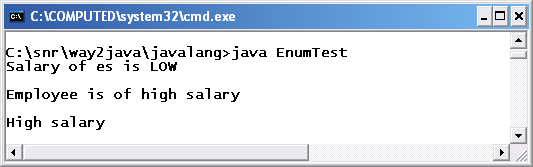 C:\COMPUTED\system32\cmd.exe
C:\snr\way2java\javalang>java EnumTest
Salary of es is LOW
Employee is of high salary
High salary